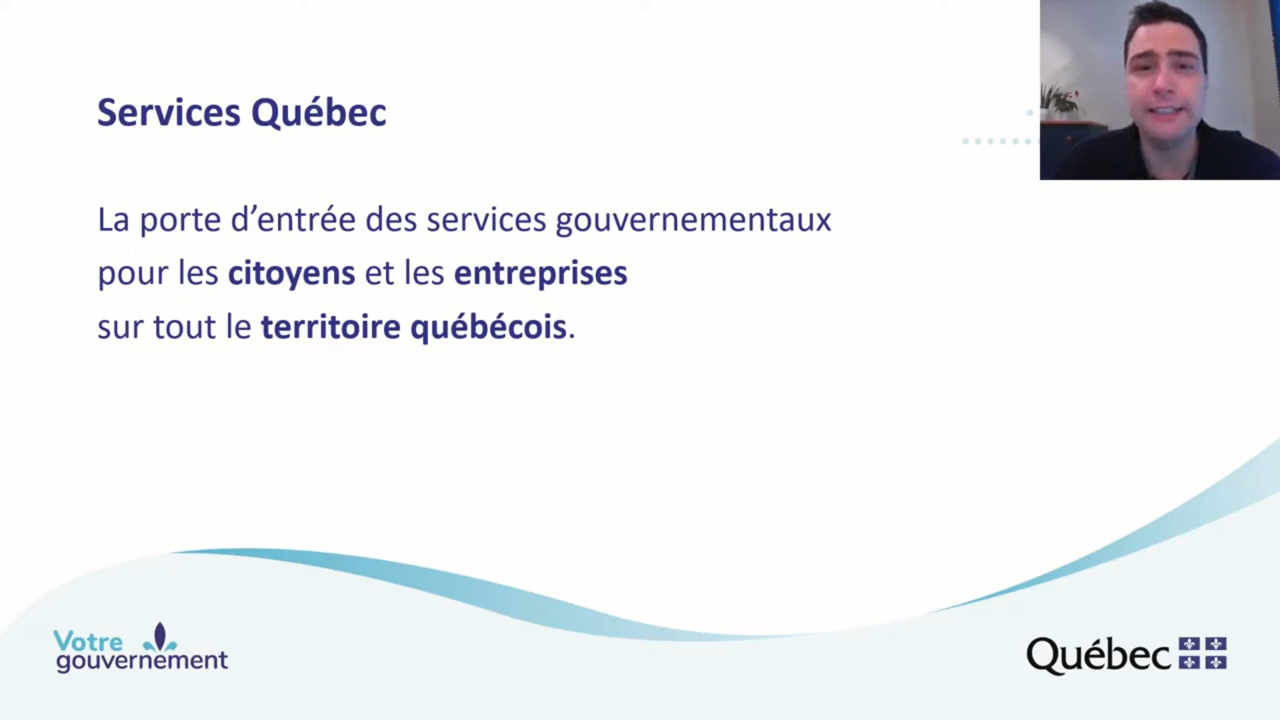 Services Québec
La porte d’entrée des services gouvernementaux
pour les citoyens et les entreprises
sur tout le territoire québécois.
Votre
gouvernement
Québec